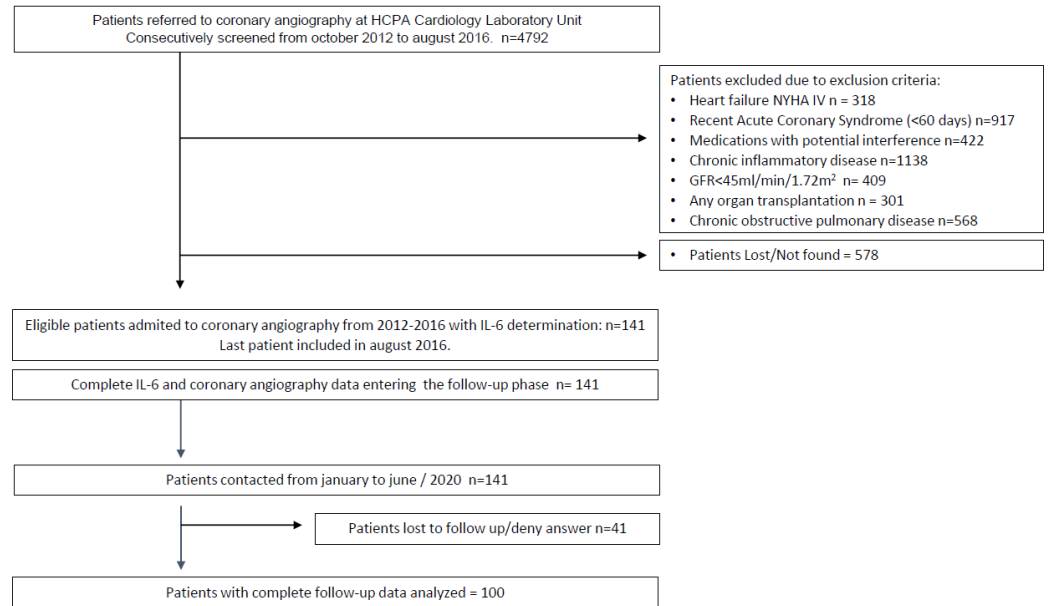 Patients referred to coronary angiography at HCPA Cardiology Laboratory Unit
Consecutively screened from october 2012 to august 2016. n=4792
Patients excluded due to exclusion criteria:
• Heart failure NYHA IV n = 318
• Recent Acute Coronary Syndrome (<60 days) n=917
• Medications with potential interference n=422
• Chronic inflammatory disease n=1138
• GFR<45ml/min/1.72m² n= 409
• Any organ transplantation n = 301
• Chronic obstructive pulmonary disease n=568
• Patients Lost/Not found = 578
Eligible patients admited to coronary angiography from 2012-2016 with IL-6 determination: n=141
Last patient included in august 2016.
Complete IL-6 and coronary angiography data entering the follow-up phase n= 141
Patients contacted from january to june / 2020 n=141
Patients lost to follow up/deny answer n=41
Patients with complete follow-up data analyzed = 100